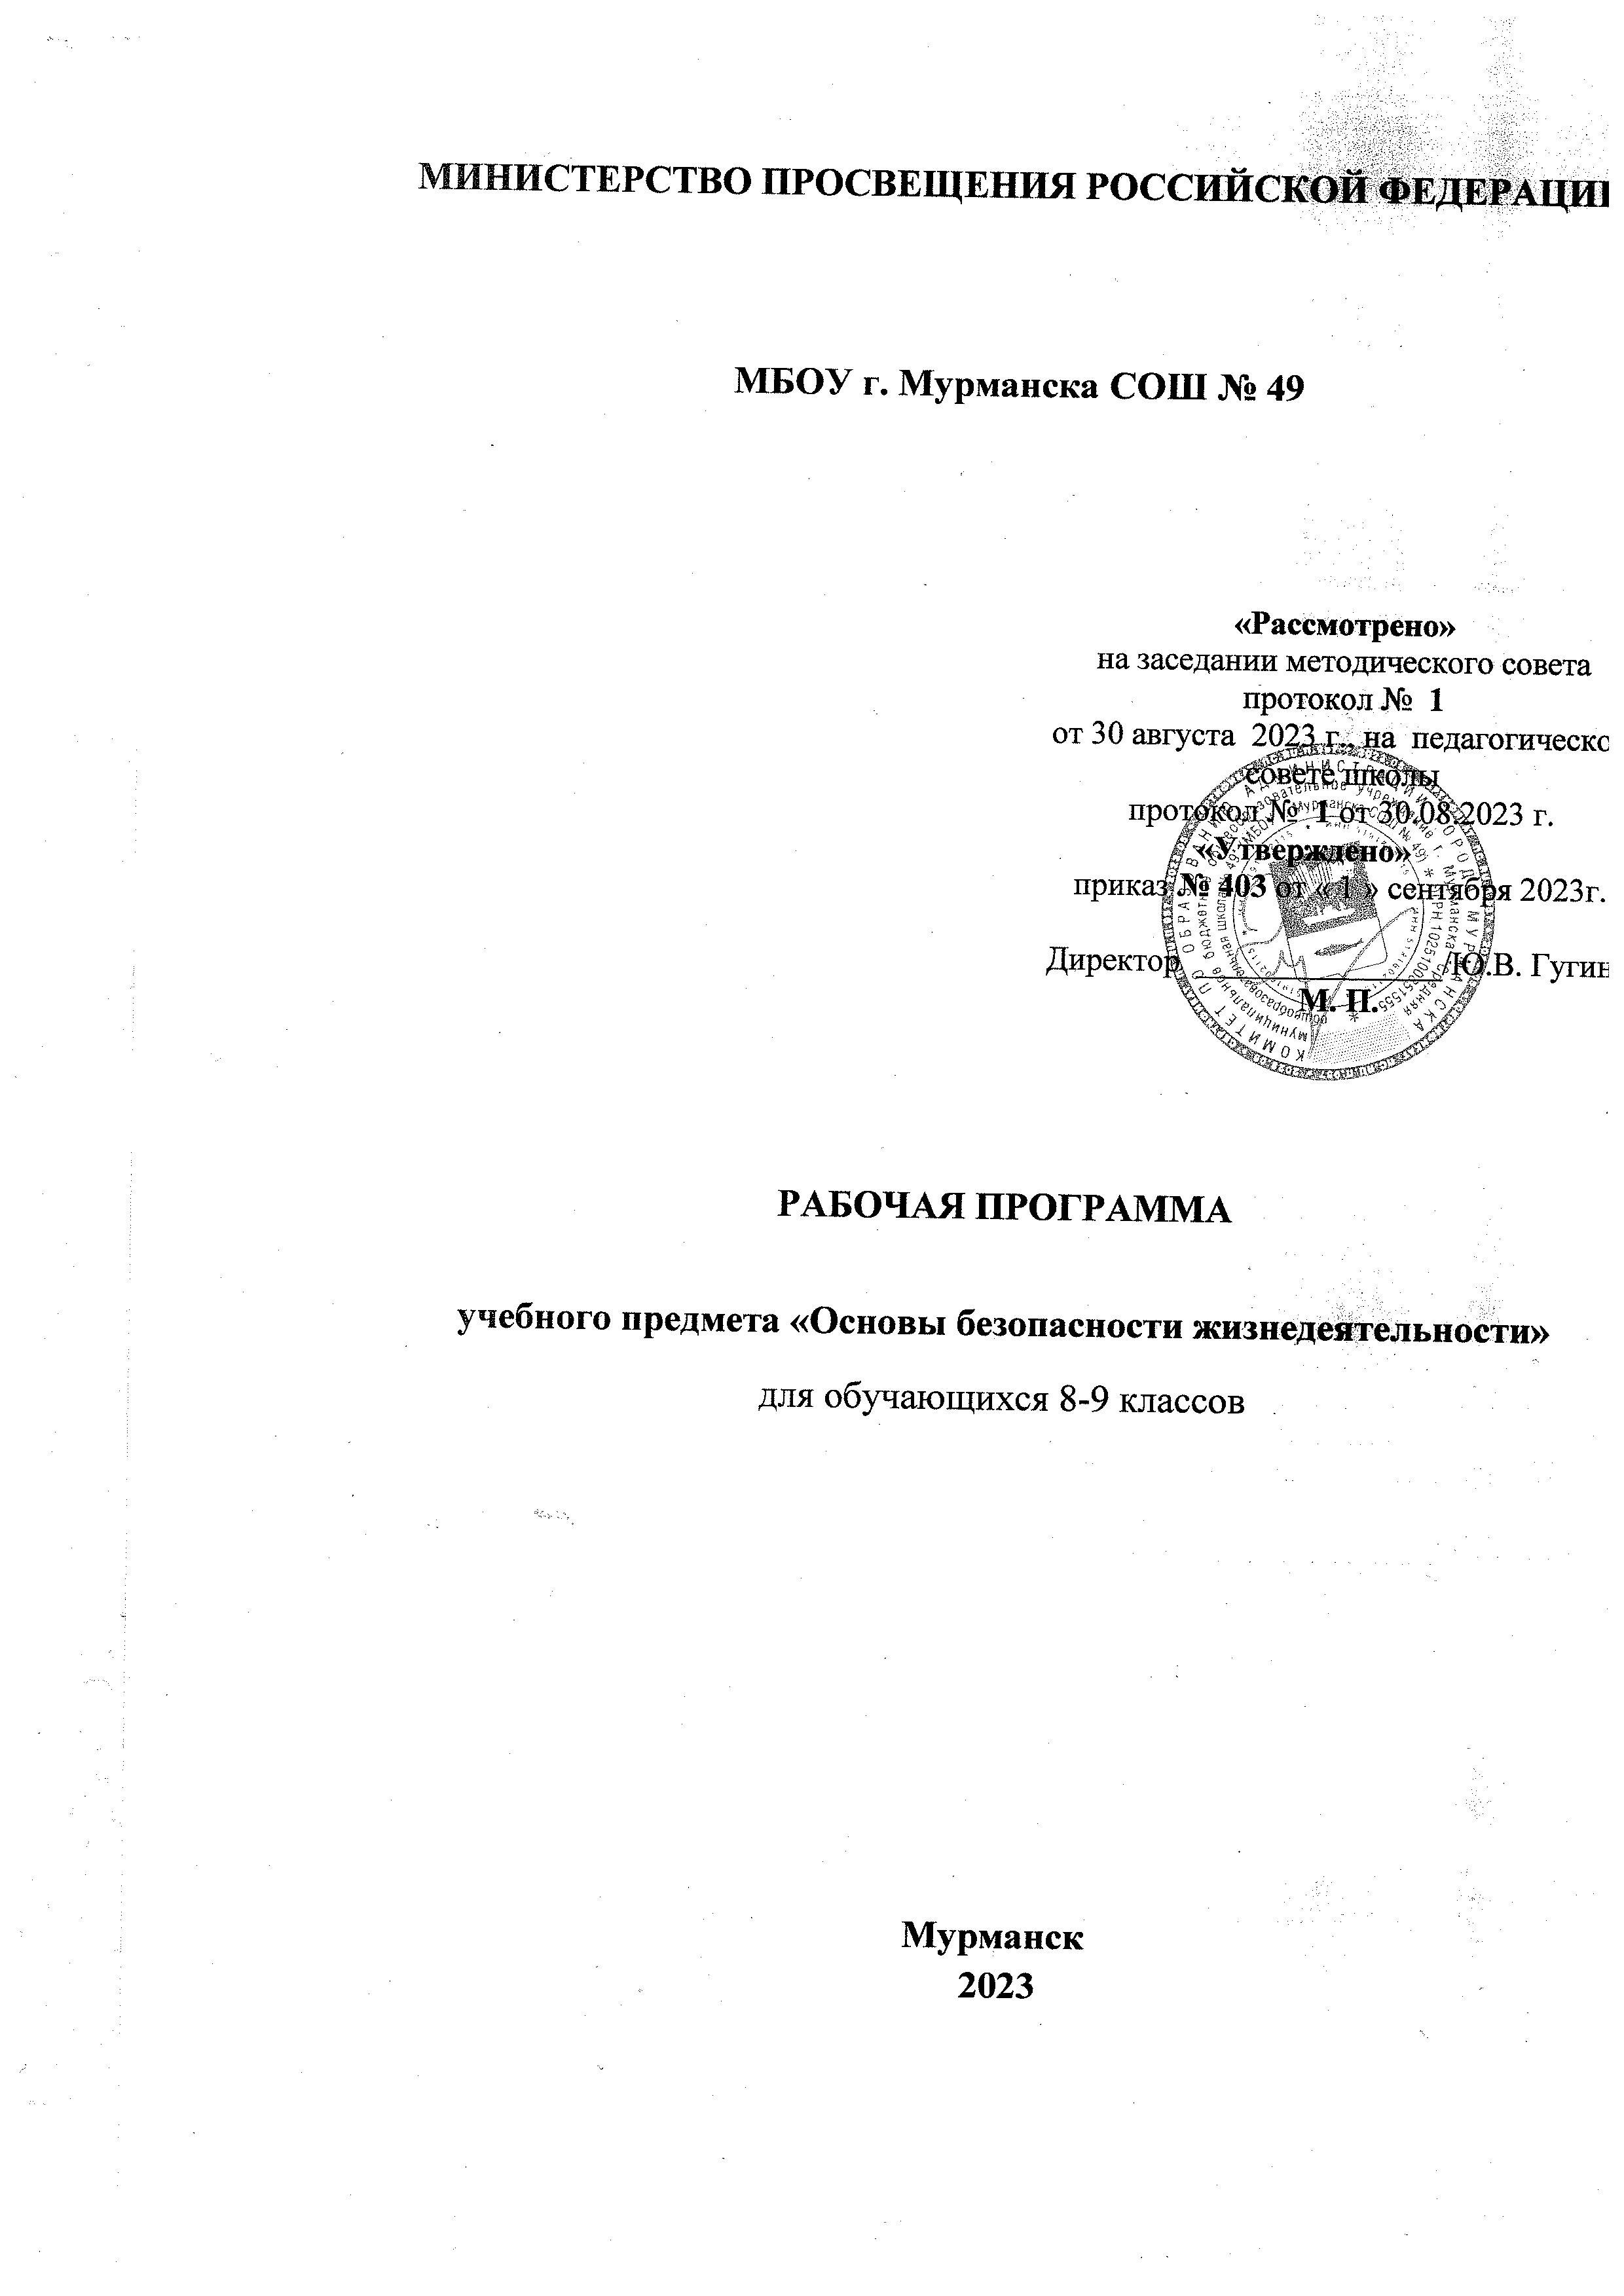 МИНИСТЕРСТВО ПРОСВЕЩЕНИЯ РОССИЙСКОЙ ФЕДЕРАЦИ
МБОУ г. Мурманска СОШ № 49
«Рассмотрено»
на заседании методического совета
протокол № 1
от 30 августа 2023 г., на педагогическо
совете школы
протокол № 1 от 30.08.2023 г.
«Утверждено»
приказ № 403 от « 1 » сентября 2023г.
Директор Ю.В. Гугин
М. П.
РАБОЧАЯ ПРОГРАММА
учебного предмета «Основы безопасности жизнедеятельности»
для обучающихся 8-9 классов
Мурманск
2023